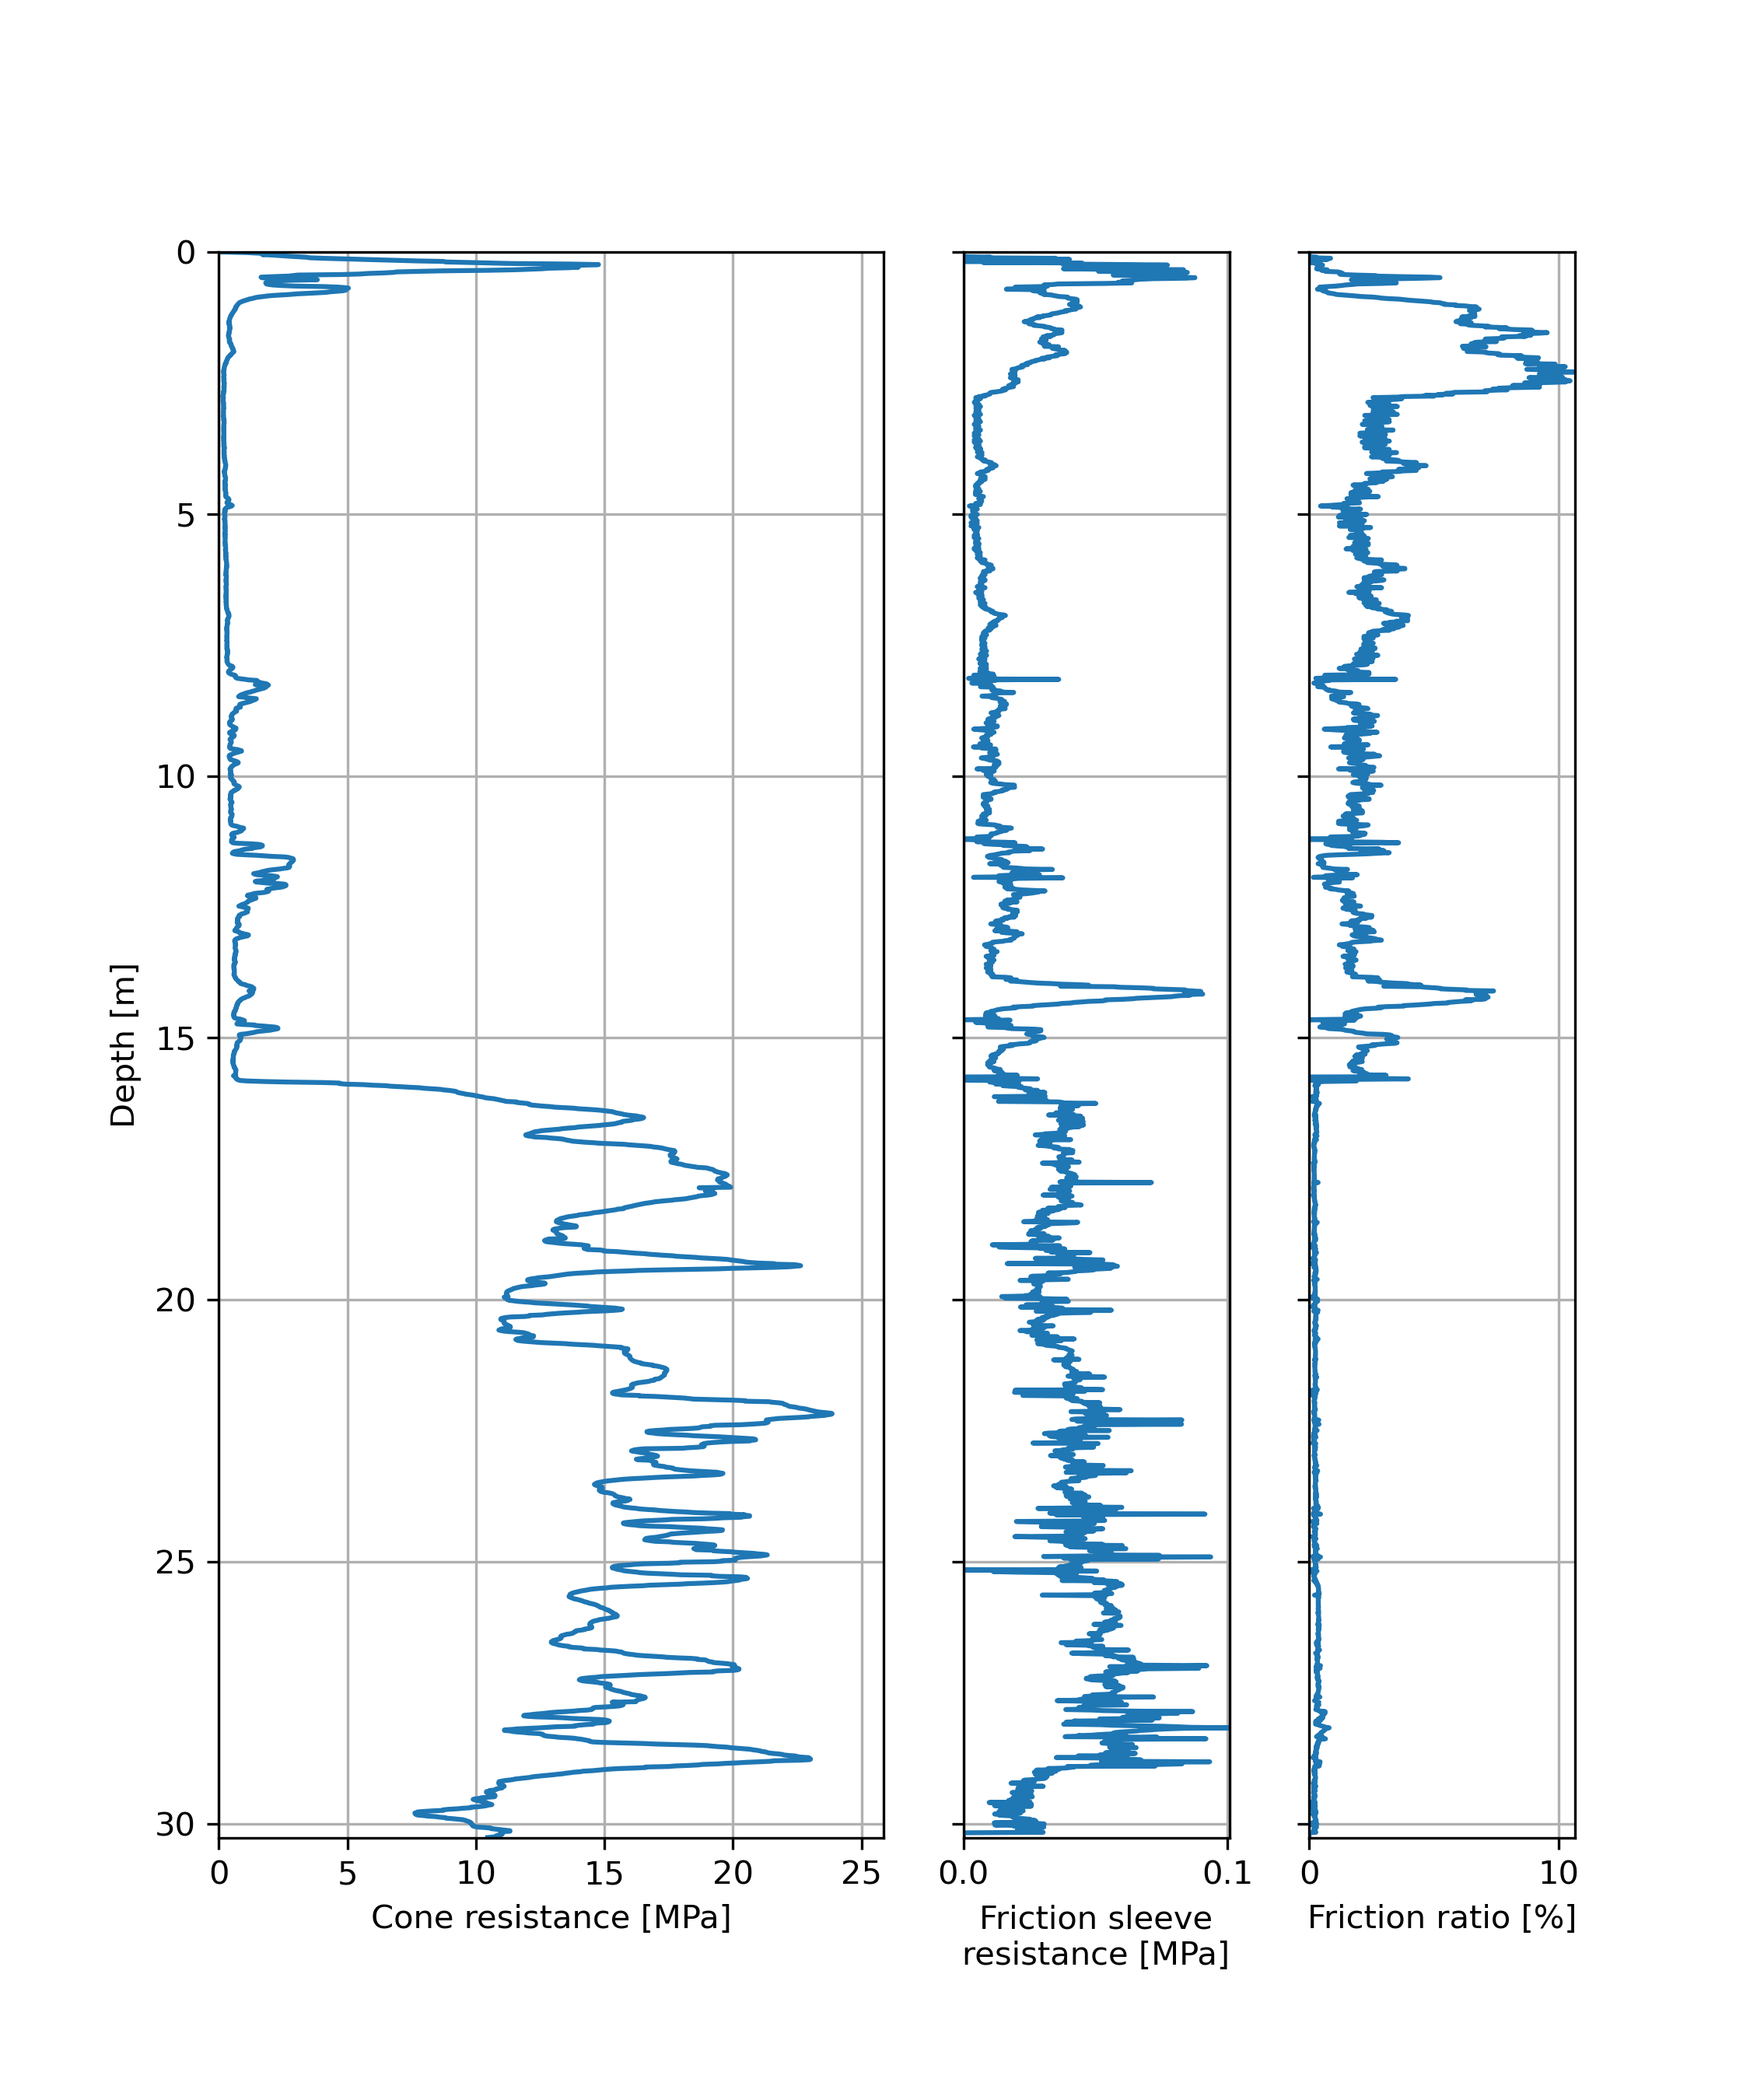 0
5
10
15
20
25
30
Depth [m]
0 5 10 15 20 25
Cone resistance [MPa]
0.0 0.1
Friction sleeve
resistance [MPa]
0 10
Friction ratio [%]